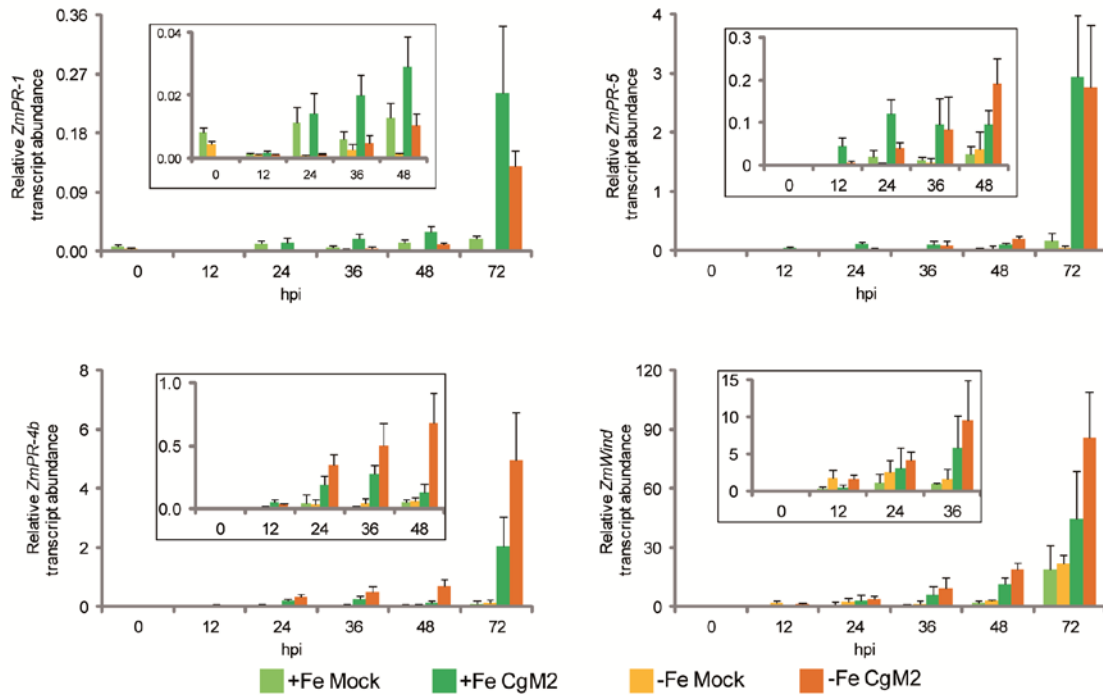 Relative ZmPR-1
transcript abundance
0.36
0.27
0.18
0.09
0.00
0.04
0.02
0.00
0 12 24 36 48
0 12 24 36 48 72
hpi
Relative ZmPR-5
transcript abundance
4
3
2
1
0
0.3
0.2
0.1
0
0 12 24 36 48
0 12 24 36 48 72
hpi
Relative ZmPR-4b
transcript abundance
8
6
4
2
0
1.0
0.5
0.0
0 12 24 36 48
0 12 24 36 48 72
hpi
Relative ZmWind
transcript abundance
120
90
60
30
0
15
10
5
0
0 12 24 36
0 12 24 36 48 72
hpi
+Fe Mock +Fe CgM2 -Fe Mock -Fe CgM2